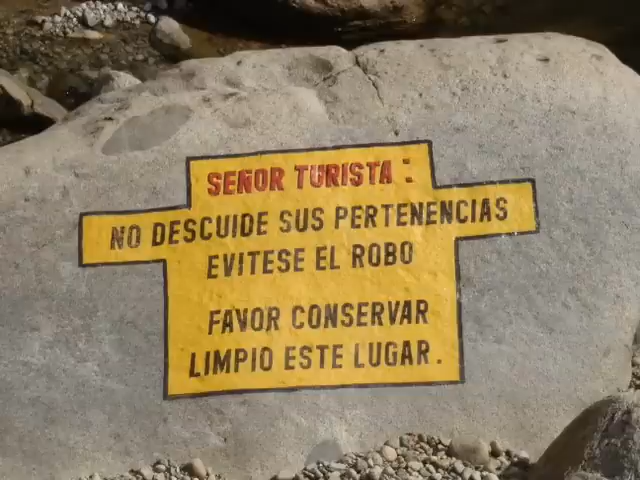 SEÑOR TURISTA :
NO DESCUIDE SUS PERTENENCIAS
EVITESE EL ROBO
FAVOR CONSERVAR
LIMPIO ESTE LUGAR.